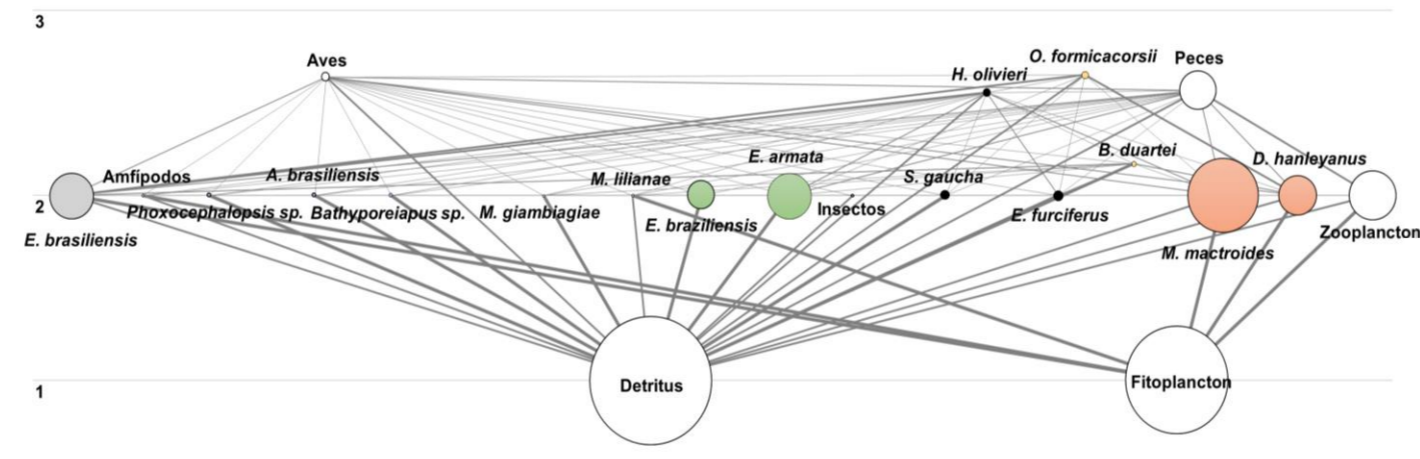 3
Aves
O. formicacorsii
Peces
H. olivieri
B. duartei
D. hanleyanus
E. armata
Amfipodos
A. brasiliensis
M. lilianae
S. gaucha
2
Phoxocephalopsis sp.
Bathyporeiapus sp.
M. giambiagiae
Insectos
E. furciferus
E. braziliensis
Zooplancton
E. brasiliensis
M. mactroides
1
Detritus
Fitoplancton